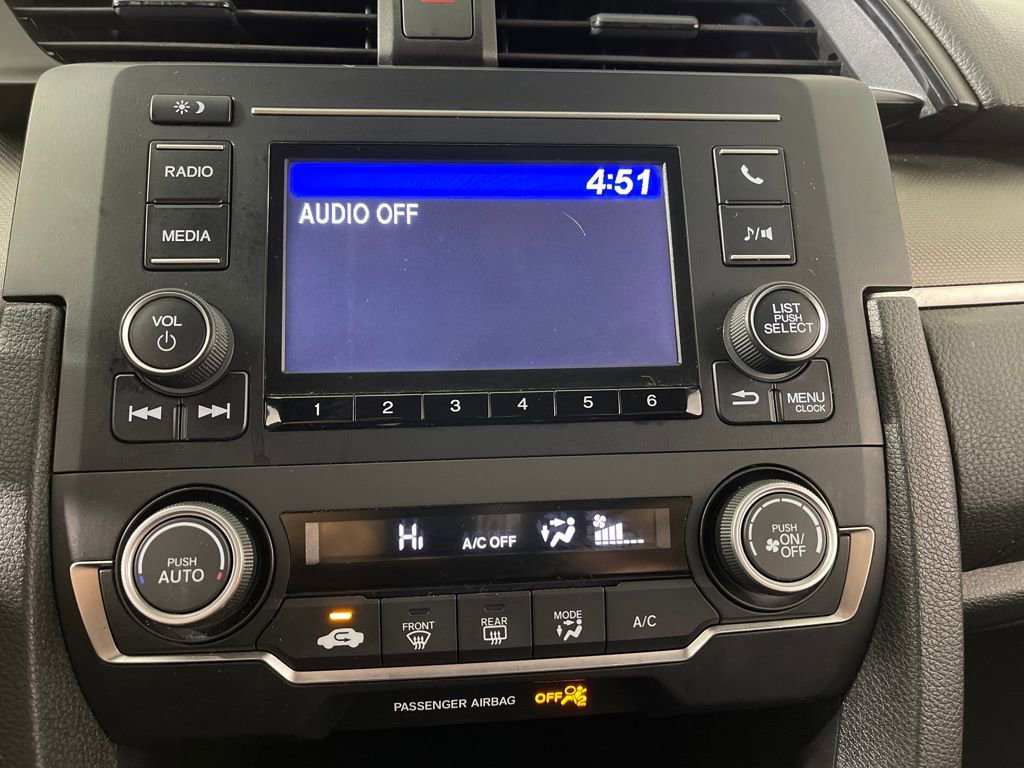 RADIO
MEDIA
VOL
4:51
AUDIO OFF
LIST
PUSH
SELECT
MENU
CLOCK
1 2 3 4 5 6
PUSH
AUTO
Hi A/C OFF
PUSH
ON/
OFF
FRONT
REAR
MODE
A/C
PASSENGER AIRBAG OFF 2